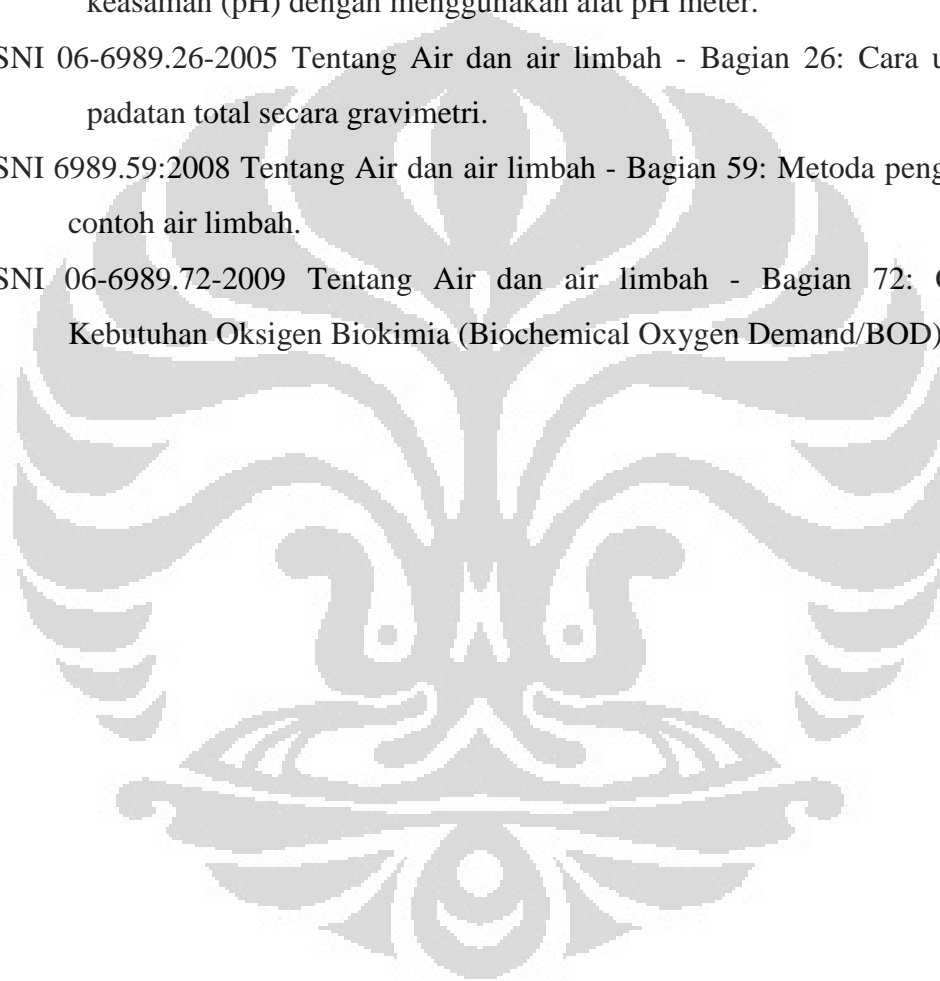 keasaman (pH) dengan menggunakan alat pH meter.
SNI 06-6989.26-2005 Tentang Air dan air limbah - Bagian 26: Cara u
padatan total secara gravimetri.
SNI 6989.59:2008 Tentang Air dan air limbah - Bagian 59: Metoda peng
contoh air limbah.
SNI 06-6989.72-2009 Tentang Air dan air limbah - Bagian 72: C
Kebutuhan Oksigen Biokimia (Biochemical Oxygen Demand/BOD)